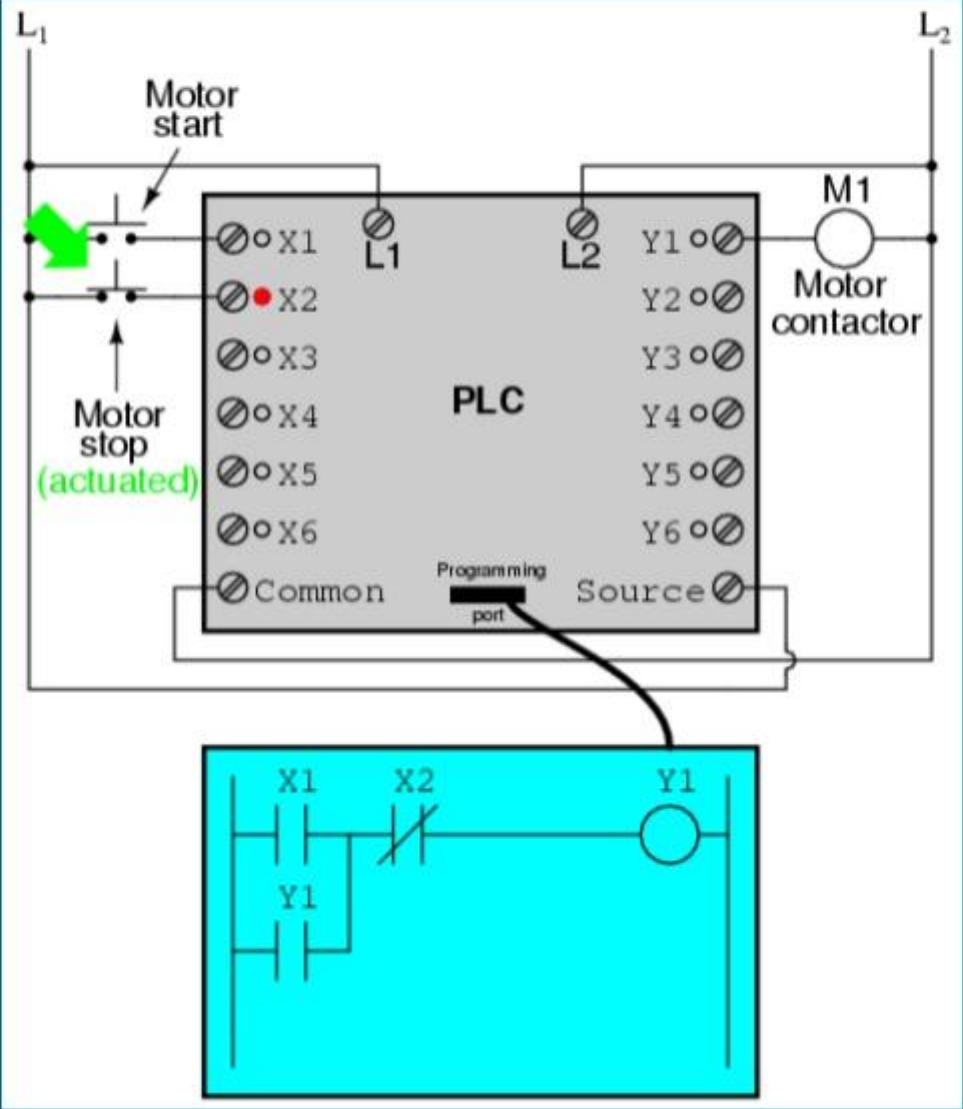 L1
L2
Motor
start
M1
X1
L1
L2
Y1
X2
Y2
Motor
contactor
X3
Y3
PLC
Motor
stop
(actuated)
X4
Y4
X5
Y5
X6
Y6
Programming
port
Common
Source
X1
X2
Y1
Y1